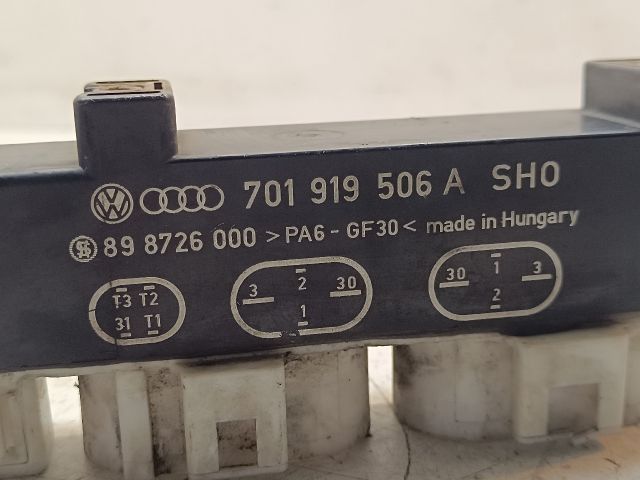 701 919 506 A SHO
89 8726 000 >PA6-GF30< made in Hungary
T3 T2
31 T1
3 2 30
1
30 1 3
2